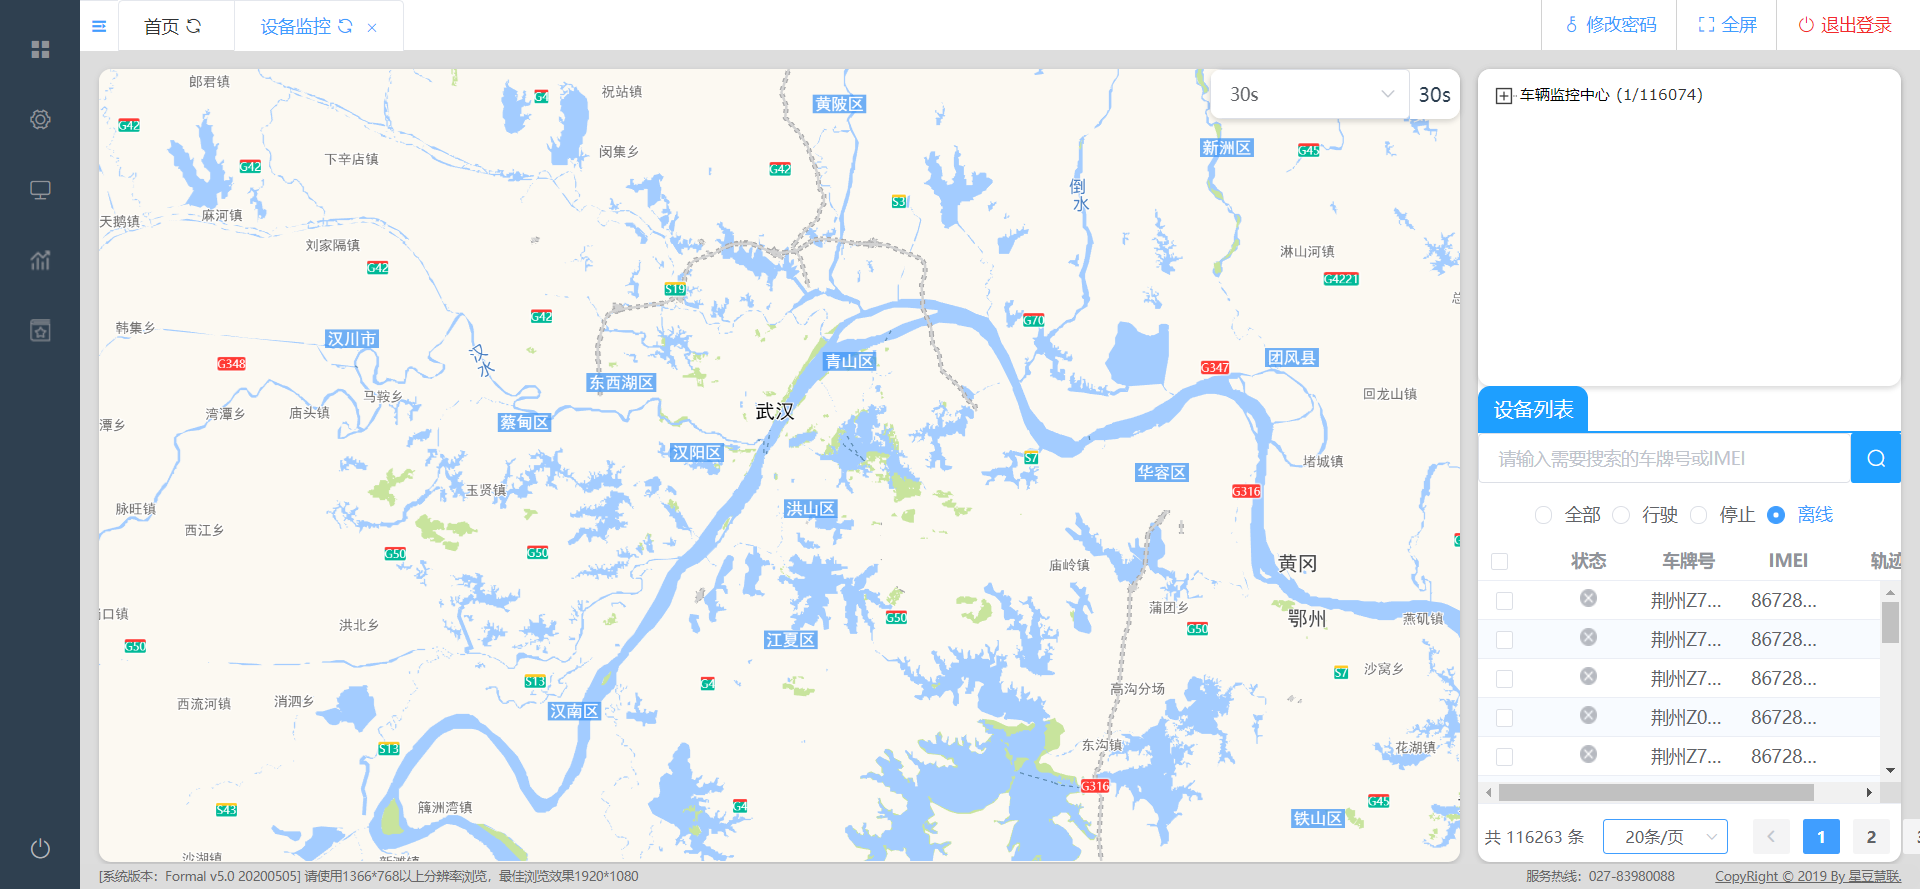 首页
设备监控
修改密码
全屏
退出登录
30s
30s
车辆监控中心 (1/116074)
设备列表
请输入需要搜索的车牌号或IMEI
全部 行驶 停止 离线
状态 车牌号 IMEI 轨迹
荆州Z7... 86728...
荆州Z7... 86728...
荆州Z7... 86728...
荆州Z0... 86728...
荆州Z7... 86728...
共 116263 条
20条/页
1
2
郎君镇
祝站镇
G4
黄陂区
G42
新洲区
G45
下辛店镇
闵集乡
G42
G42
倒水
S3
天鹅镇
麻河镇
刘家隔镇
淋山河镇
G42
G4221
S19
G42
G70
韩集乡
汉川市
汉水
青山区
团风县
G348
G347
东西湖区
马鞍乡
回龙山镇
湾潭乡
庙头镇
武汉
蔡甸区
潭乡
汉阳区
S7
堵城镇
华容区
玉贤镇
G316
脉旺镇
洪山区
西江乡
G50
G50
庙岭镇
黄冈
蒲团乡
鄂州
燕矶镇
洪北乡
G50
G50
江夏区
G50
沙窝乡
S7
S13
G4
高沟分场
西流河镇
消泗乡
汉南区
S13
东沟镇
花湖镇
G316
S43
簰洲湾镇
G4
G45
铁山区
沙湖镇
新滩镇
[系统版本：Formal v5.0 20200505] 请使用1366*768以上分辨率浏览，最佳浏览效果1920*1080
服务热线：027-83980088
CopyRight © 2019 By 星豆慧联.